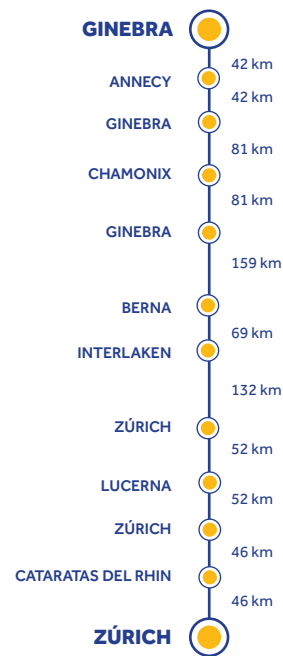 GINEBRA
42 km
ANNECY
42 km
GINEBRA
81 km
CHAMONIX
81 km
GINEBRA
159 km
BERNA
69 km
INTERLAKEN
132 km
ZÚRICH
52 km
LUCERNA
52 km
ZÚRICH
46 km
CATARATAS DEL RHIN
46 km
ZÚRICH